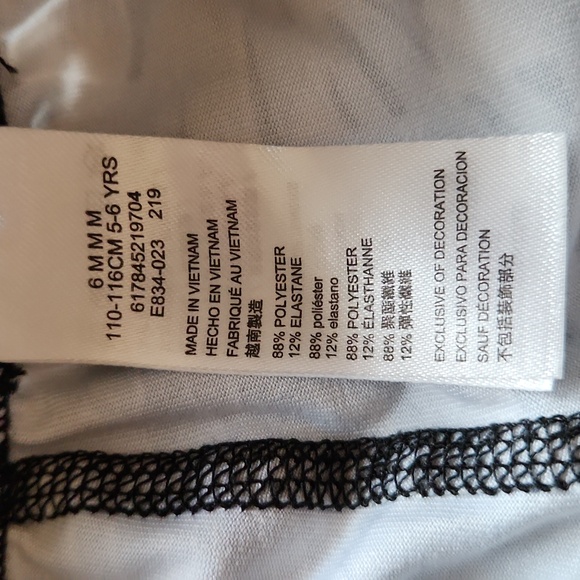 6 M M M
110-116CM 5-6 YRS
617845219704
E834-023 219
MADE IN VIETNAM
HECHO EN VIETNAM
FABRIQUÉ AU VIETNAM
越南製造
88% POLYESTER
12% ELASTANE
88% poliéster
12% elastano
88% POLYESTER
12% ÉLASTHANNE
88% 聚酯纖維
12% 彈性纖維
EXCLUSIVE OF DECORATION
EXCLUSIVO PARA DECORACION
SAUF DECORATION
不包括裝飾部分